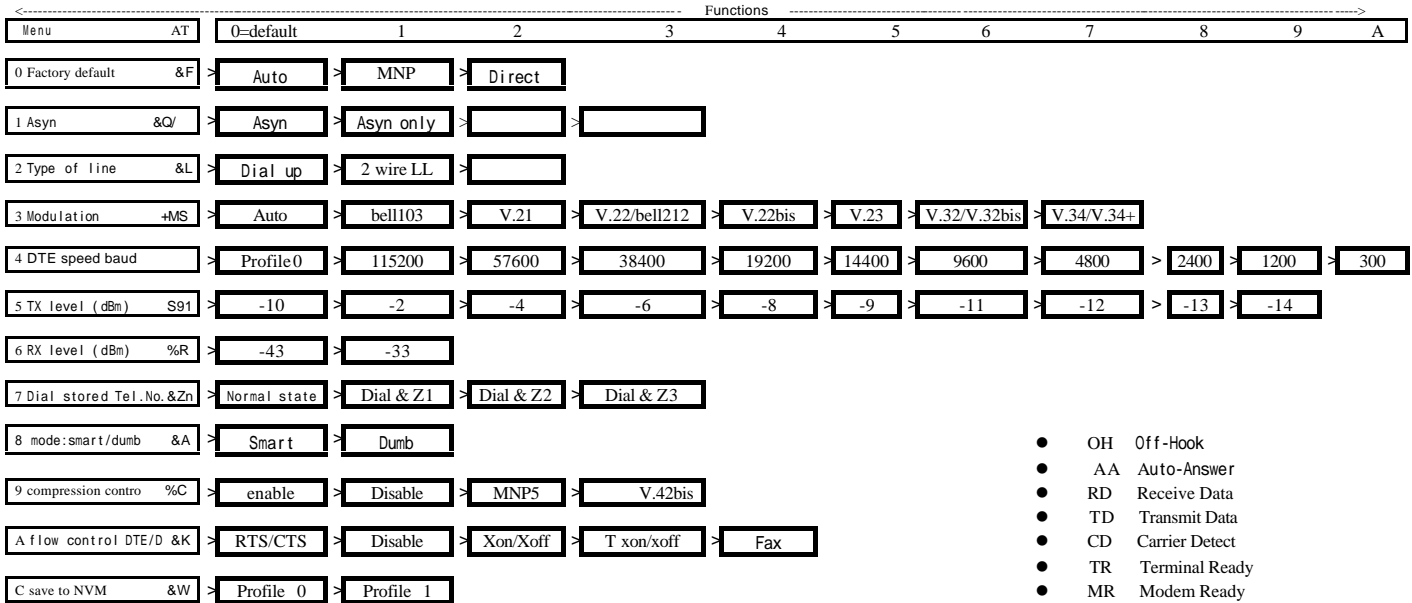 <---- Functions ---->
Menu AT 0=default 1 2 3 4 5 6 7 8 9 A
0 Factory default &F > Auto > MNP > Direct
1 Asyn &Q/ > Asyn > Asyn only > >
2 Type of line &L > Dial up > 2 wire LL >
3 Modulation +MS > Auto > bell103 > V.21 > V.22/bell212 > V.22bis > V.23 > V.32/V.32bis > V.34/V.34+
4 DTE speed baud > Profile 0 > 115200 > 57600 > 38400 > 19200 > 14400 > 9600 > 4800 > 2400 > 1200 > 300
5 TX level (dBm) S91 > -10 > -2 > -4 > -6 > -8 > -9 > -11 > -12 > -13 > -14
6 RX level (dBm) %R > -43 > -33
7 Dial stored Tel.No. &Zn > Normal state > Dial & Z1 > Dial & Z2 > Dial & Z3
8 mode:smart/dumb &A > Smart > Dumb
● OH Off-Hook
● AA Auto-Answer
9 compression contro %C > enable > Disable > MNP5 > V.42bis
● RD Receive Data
● TD Transmit Data
A flow control DTE/D &K > RTS/CTS > Disable > Xon/Xoff > T xon/xoff > Fax
● CD Carrier Detect
● TR Terminal Ready
C save to NVM &W > Profile 0 > Profile 1
● MR Modem Ready